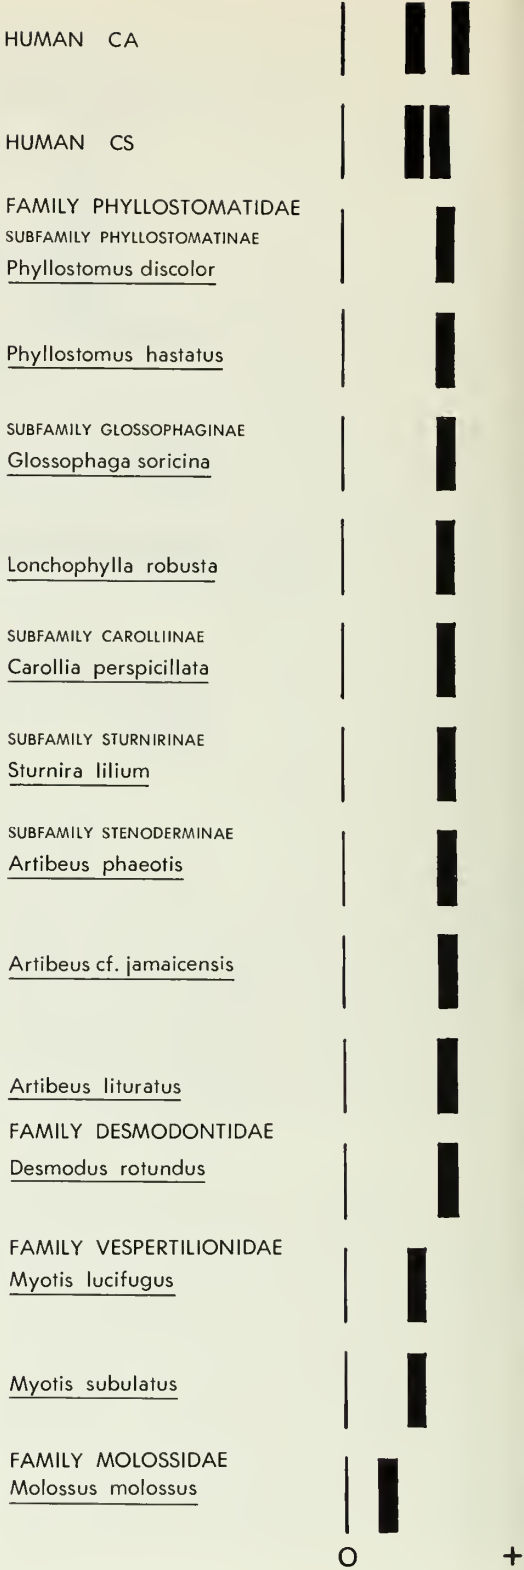 HUMAN CA
HUMAN CS
FAMILY PHYLLOSTOMATIDAE
SUBFAMILY PHYLLOSTOMATINAE
Phyllostomus discolor
Phyllostomus hastatus
SUBFAMILY GLOSSOPHAGINAE
Glossophaga soricina
Lonchophylla robusta
SUBFAMILY CAROLLIINAE
Carollia perspicillata
SUBFAMILY STURNIRINAE
Sturnira lilium
SUBFAMILY STENODERMINAE
Artibeus phaeotis
Artibeus cf. jamaicensis
Artibeus lituratus
FAMILY DESMODONTIDAE
Desmodus rotundus
FAMILY VESPERTILIONIDAE
Myotis lucifugus
Myotis subulatus
FAMILY MOLOSSIDAE
Molossus molossus
O +